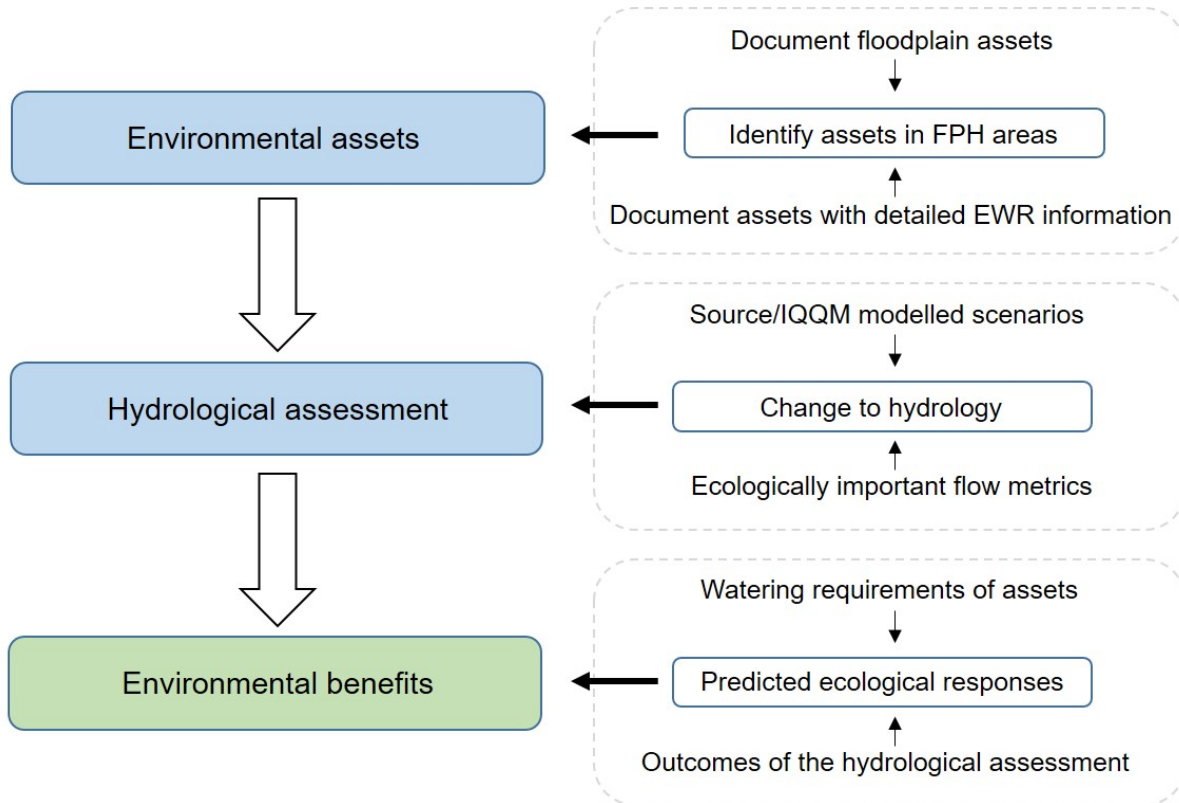 Document floodplain assets
Environmental assets
Identify assets in FPH areas
Document assets with detailed EWR information
Source/IQQM modelled scenarios
Hydrological assessment
Change to hydrology
Ecologically important flow metrics
Watering requirements of assets
Environmental benefits
Predicted ecological responses
Outcomes of the hydrological assessment